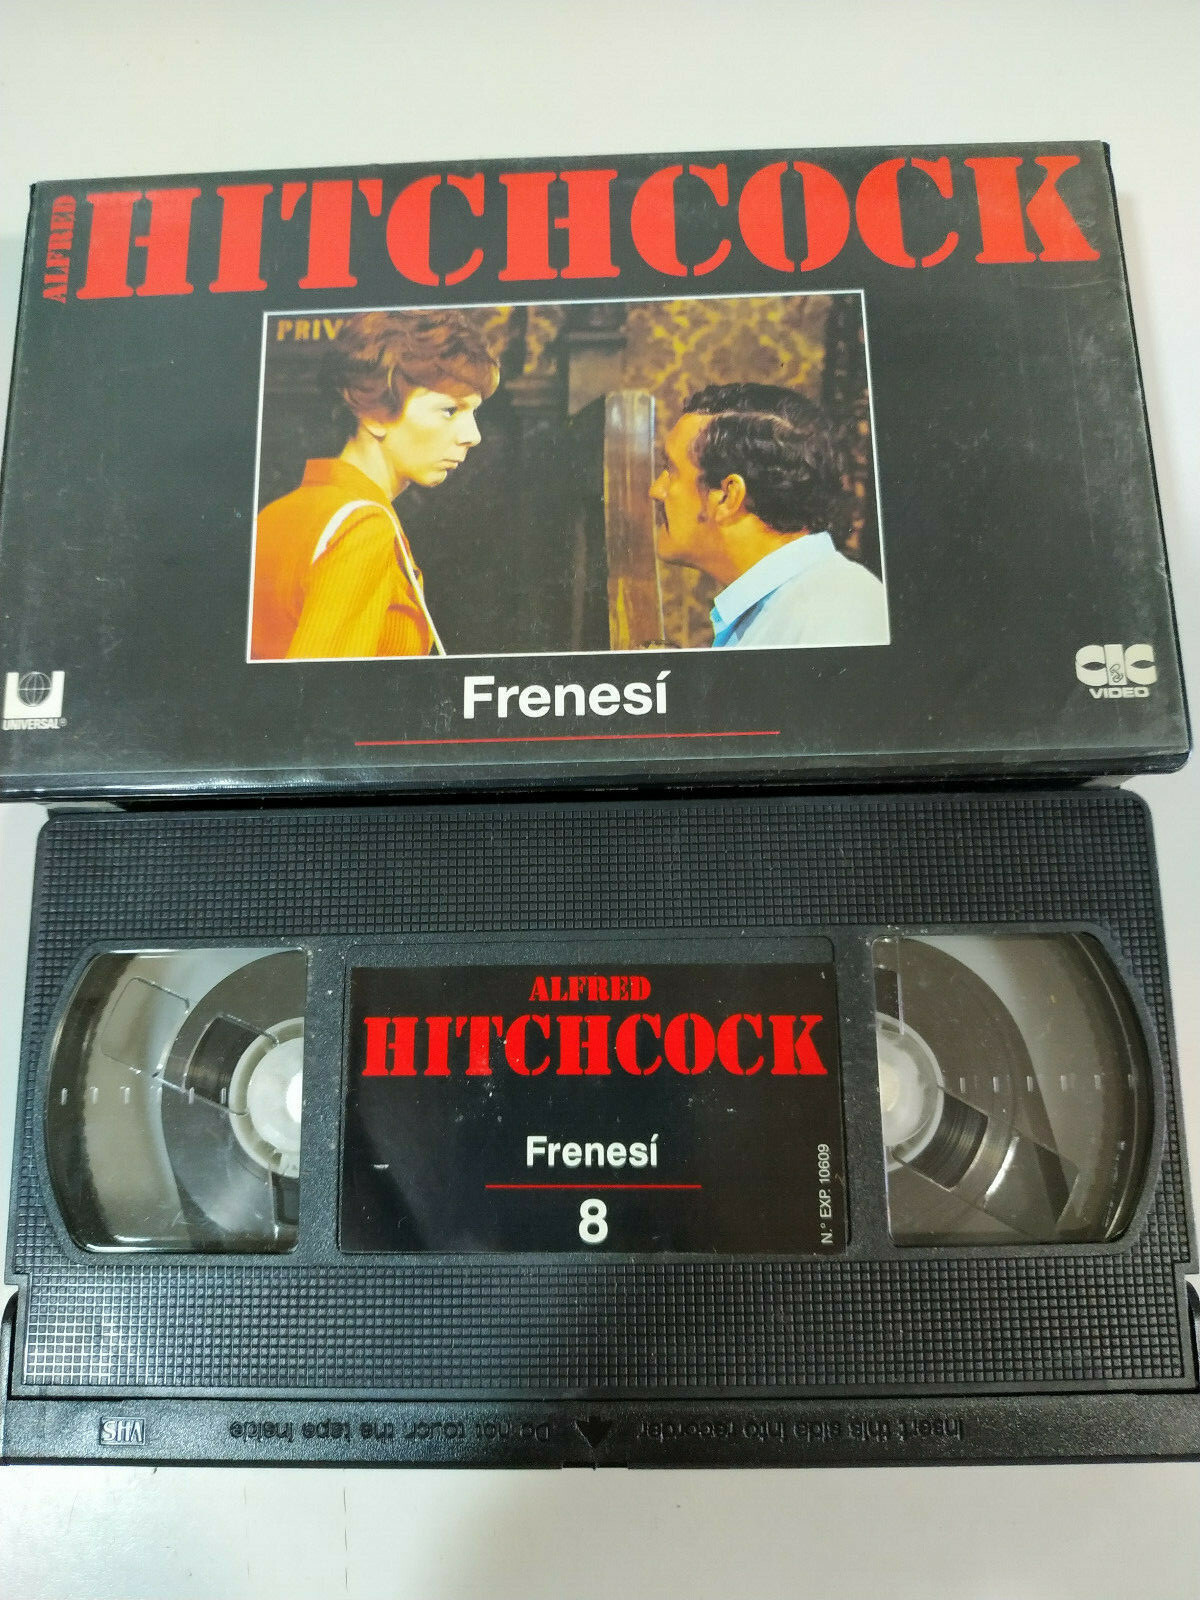 ALFRED
HITCHCOCK
PRIV
Frenesí
UNIVERSAL®
CIC
VIDEO
ALFRED
HITCHCOCK
Frenesí
8
N.° EXP. 10609
Insert this side into recorder
Do not touch the tape inside
VHS